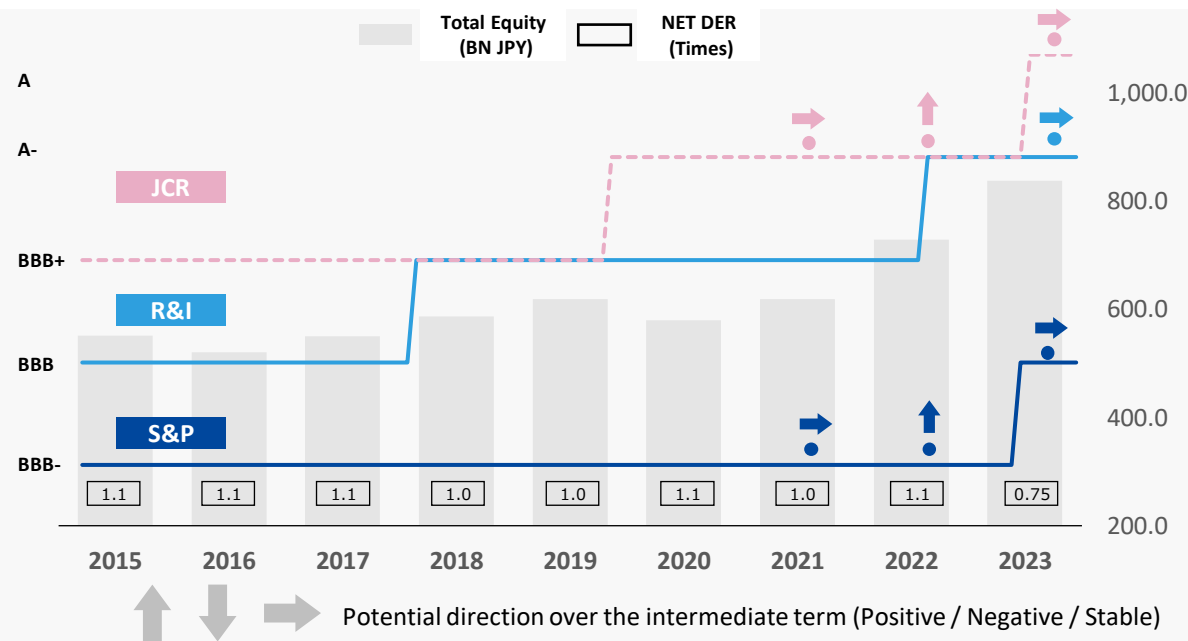 Total Equity
(BN JPY)
NET DER
(Times)
A
1,000.0
A-
JCR
800.0
BBB+
R&I
600.0
BBB
S&P
400.0
BBB-
1.1
1.1
1.1
1.0
1.0
1.1
1.0
1.1
0.75
200.0
2015
2016
2017
2018
2019
2020
2021
2022
2023
Potential direction over the intermediate term (Positive / Negative / Stable)